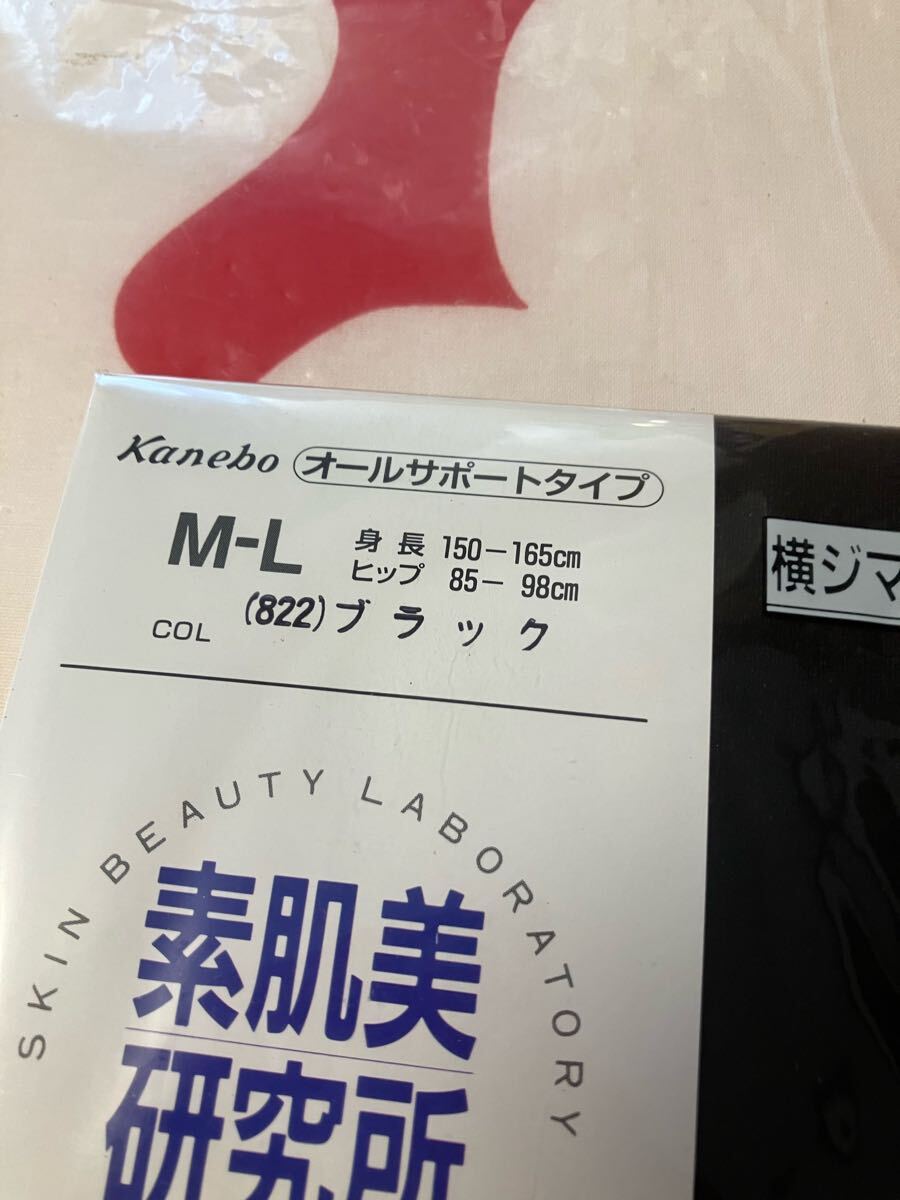 Kanebo オールサポートタイプ
M-L 身長 150-165cm
ヒップ 85- 98cm
COL (822)ブラック
SKIN BEAUTY LABORATORY
素肌美
研究所
横ジマ